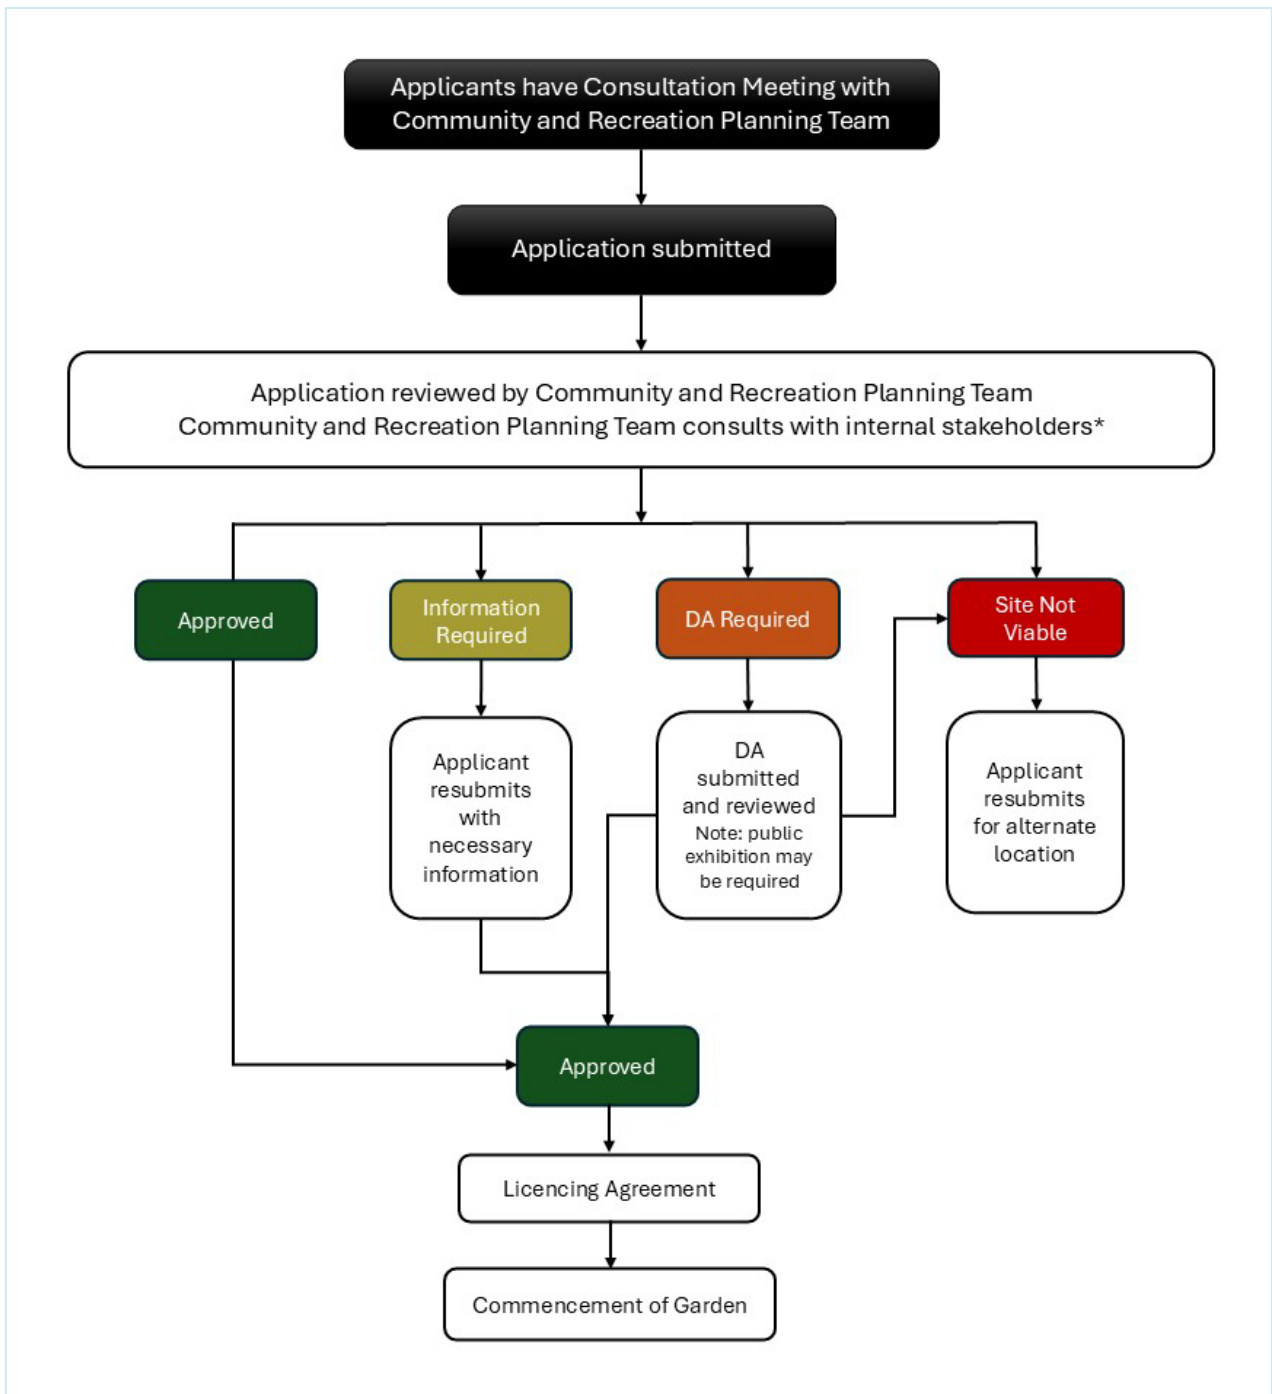 Applicants have Consultation Meeting with
Community and Recreation Planning Team
Application submitted
Application reviewed by Community and Recreation Planning Team
Community and Recreation Planning Team consults with internal stakeholders*
Approved
Information
Required
DA Required
Site Not
Viable
Applicant
resubmits
with
necessary
information
DA
submitted
and reviewed
Note: public
exhibition may
be required
Applicant
resubmits
for alternate
location
Approved
Licencing Agreement
Commencement of Garden